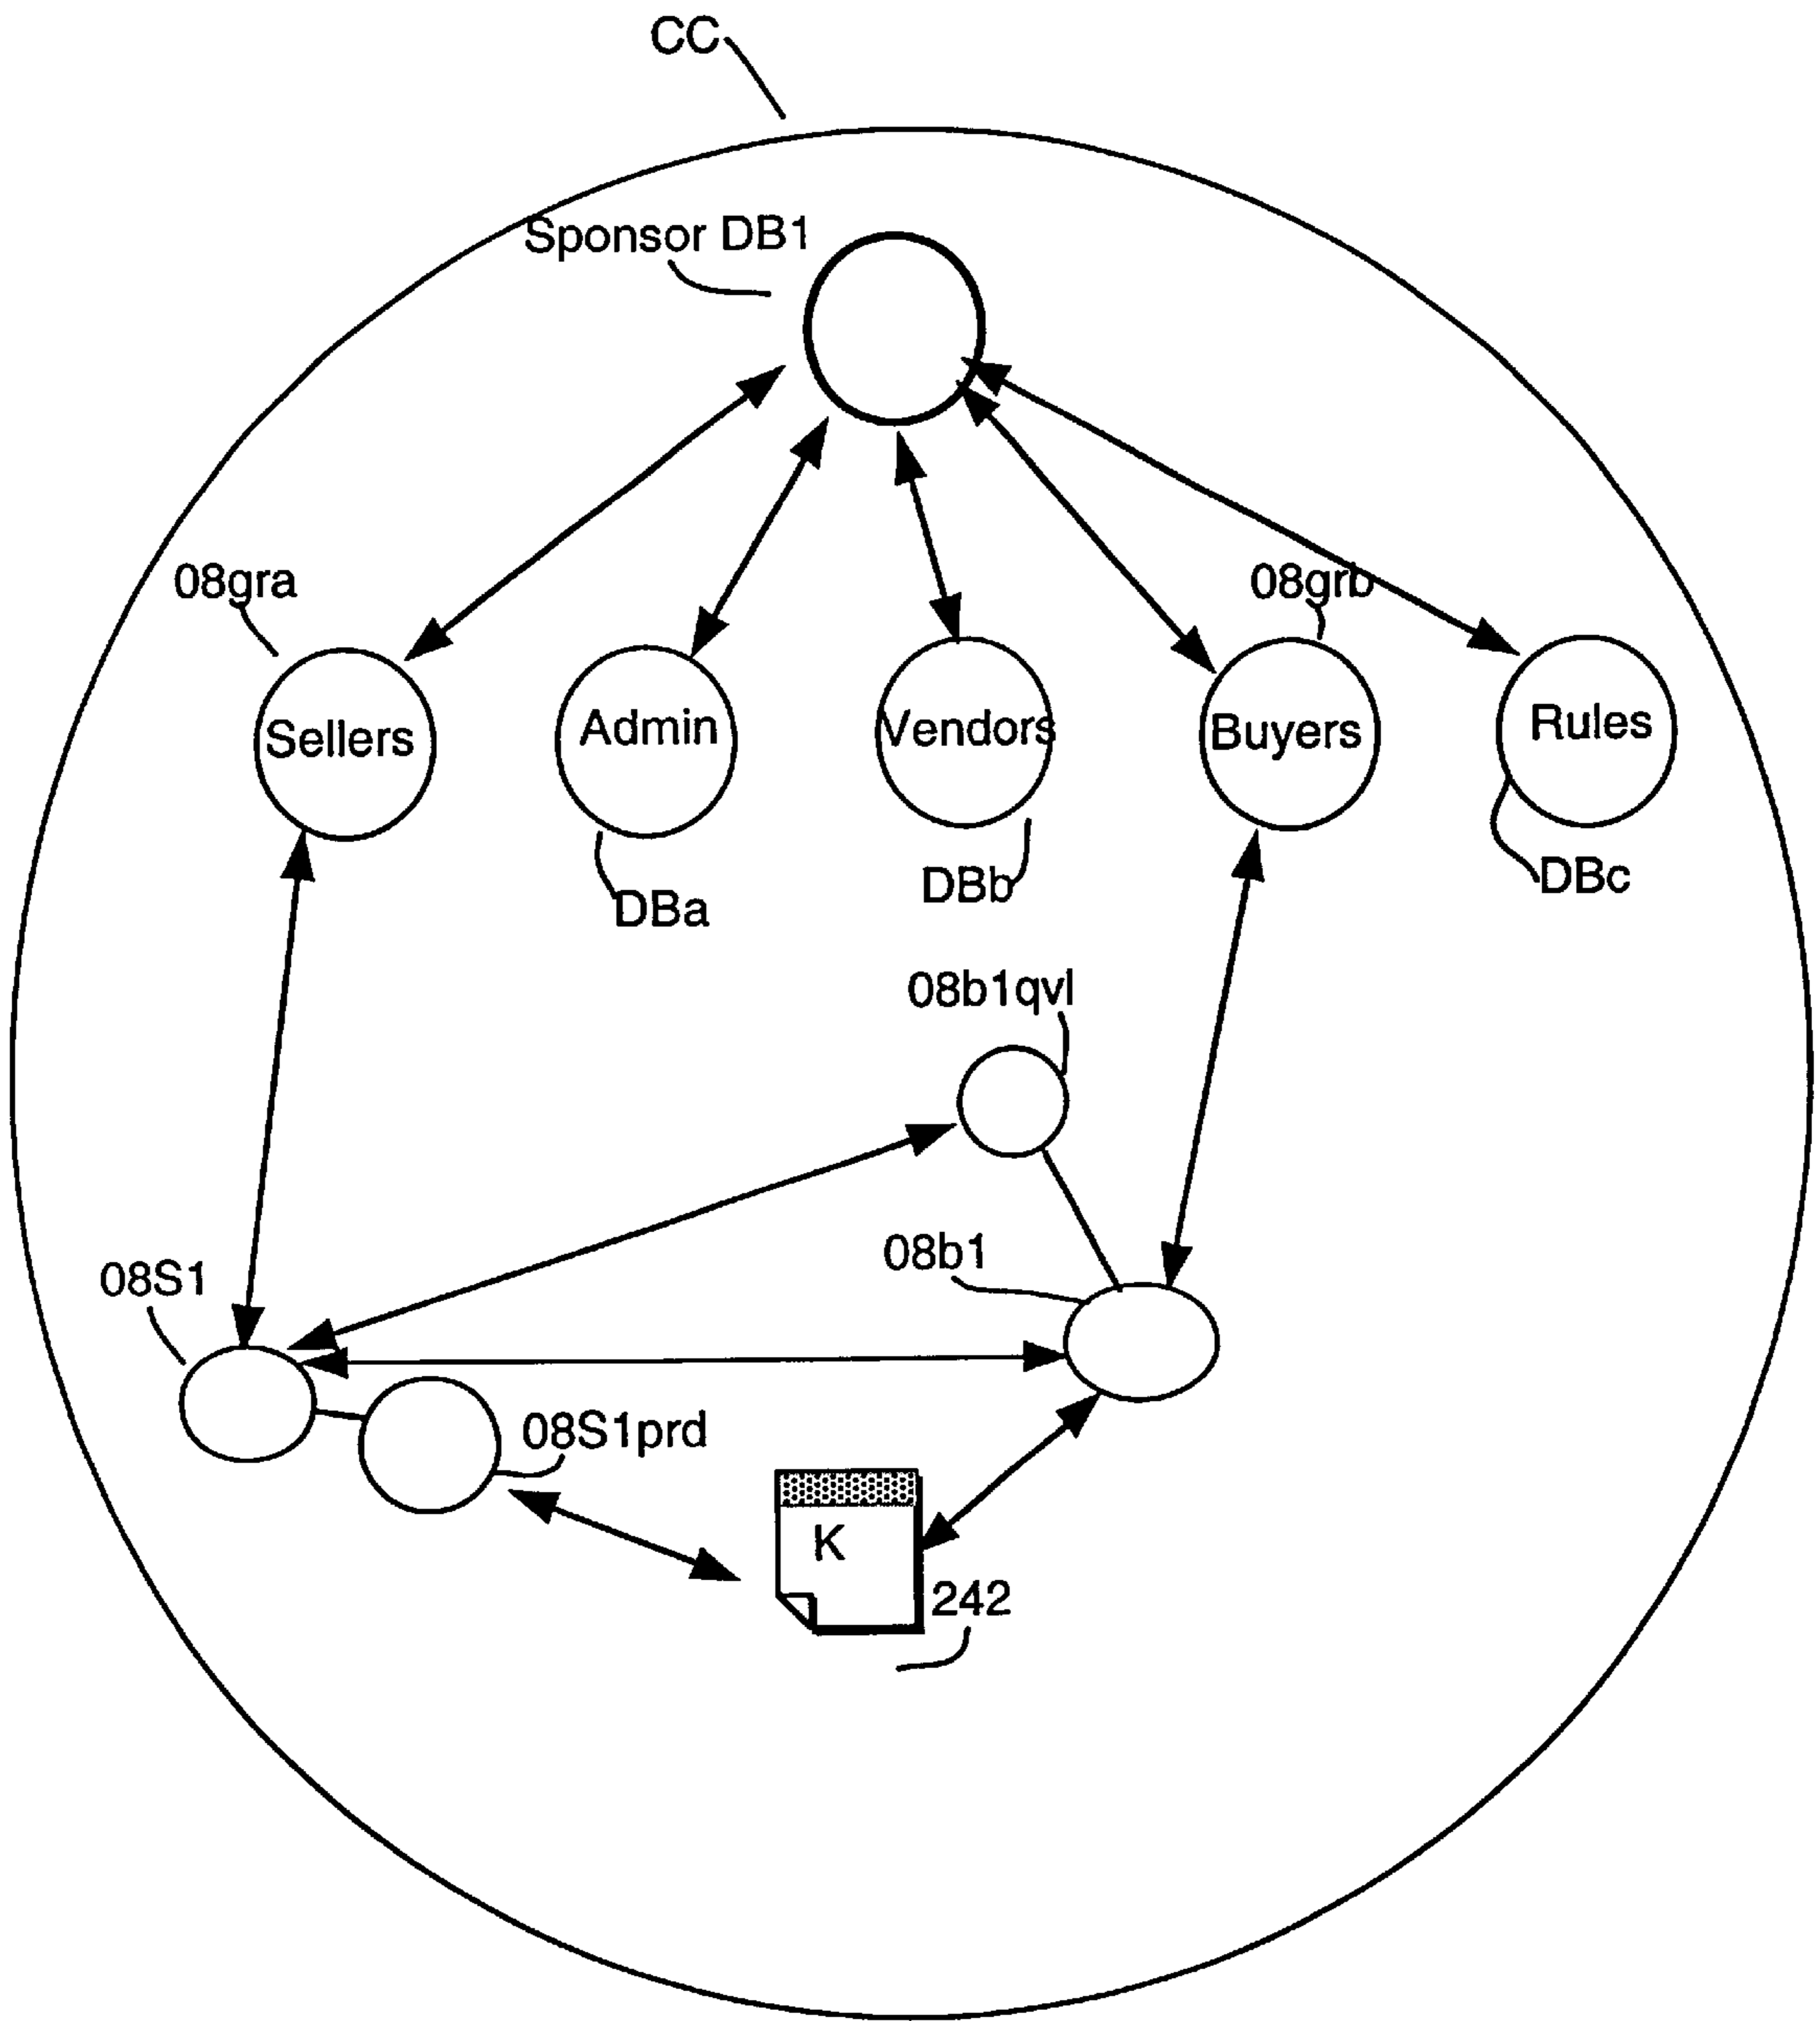 CC
Sponsor DB1
08gra
08grb
Sellers
Admin
Vendors
Buyers
Rules
DBa
DBb
DBc
08b1qvl
08b1
08S1
08S1prd
K
242